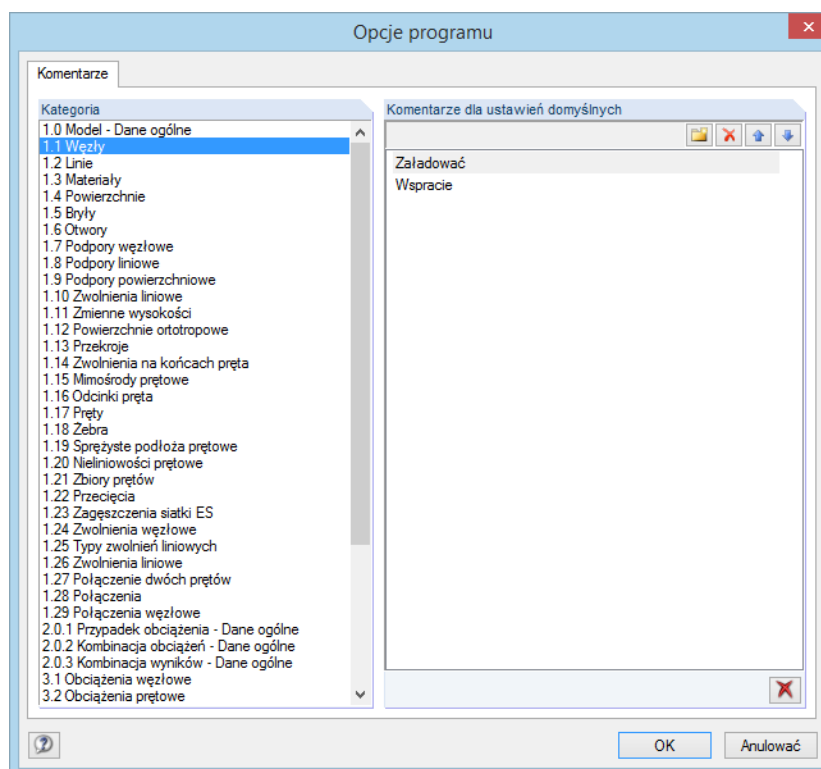 Opcje programu
Komentarze
Kategoria
1.0 Model - Dane ogólne
1.1 Węzły
1.2 Linie
1.3 Materiały
1.4 Powierzchnie
1.5 Bryły
1.6 Otwory
1.7 Podpory węzłowe
1.8 Podpory liniowe
1.9 Podpory powierzchniowe
1.10 Zwolnienia liniowe
1.11 Zmienne wysokości
1.12 Powierzchnie ortotropowe
1.13 Przekroje
1.14 Zwolnienia na końcach pręta
1.15 Mimośrody prętowe
1.16 Odcinki pręta
1.17 Pręty
1.18 Żebra
1.19 Sprężyste podłoża prętowe
1.20 Nieliniowości prętowe
1.21 Zbiory prętów
1.22 Przecięcia
1.23 Zagęszczenia siatki ES
1.24 Zwolnienia węzłowe
1.25 Typy zwolnień liniowych
1.26 Zwolnienia liniowe
1.27 Połączenie dwóch prętów
1.28 Połączenia
1.29 Połączenia węzłowe
2.0.1 Przypadek obciążenia - Dane ogólne
2.0.2 Kombinacja obciążeń - Dane ogólne
2.0.3 Kombinacja wyników - Dane ogólne
3.1 Obciążenia węzłowe
3.2 Obciążenia prętowe
Komentarze dla ustawień domyślnych
Załadować
Wspracie
OK
Anulować